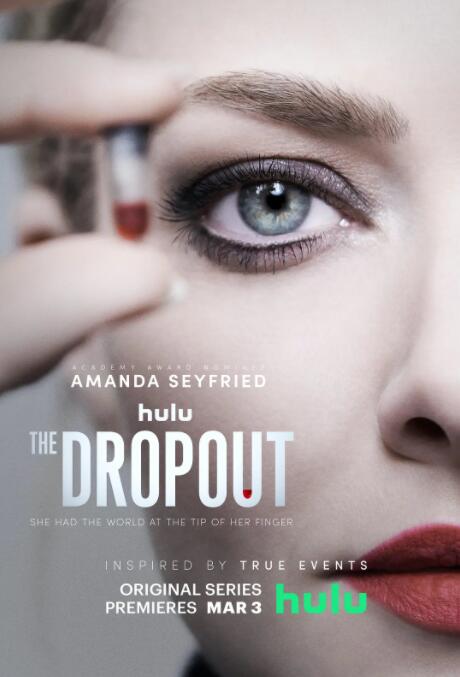 ACADEMY AWARD NOMINEE
AMANDA SEYFRIED
hulu
THE DROPOUT
SHE HAD THE WORLD AT THE TIP OF HER FINGER
INSPIRED BY TRUE EVENTS
ORIGINAL SERIES
PREMIERES MAR 3
hulu